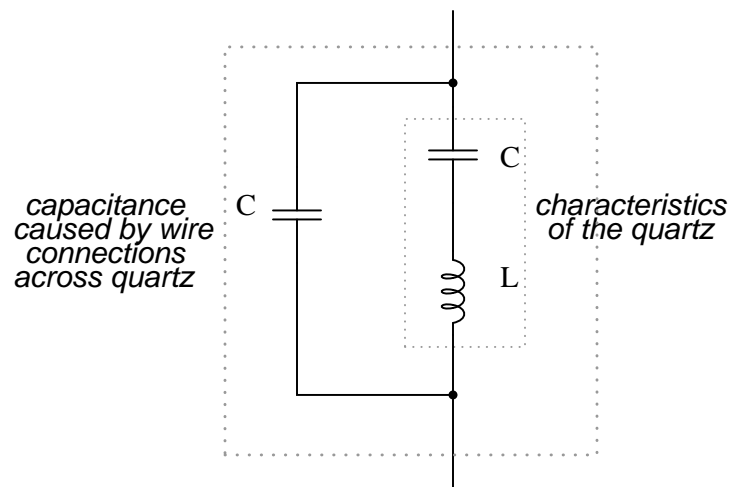 C
capacitance
caused by wire
connections
across quartz
C
characteristics
of the quartz
L